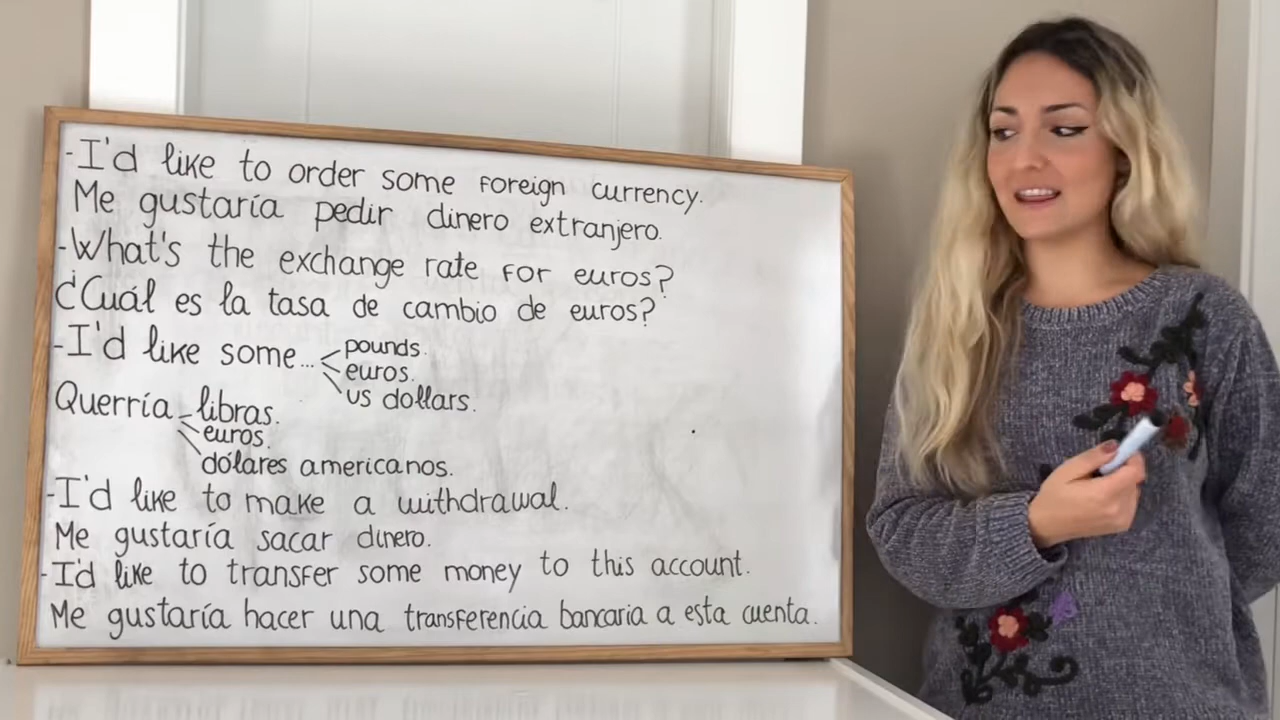 -I'd like to order some foreign currency.
Me gustaría pedir dinero extranjero.
-What's the exchange rate for euros?
¿Cuál es la tasa de cambio de euros?
-I'd like some... pounds.
euros.
us dollars.
Querría libras.
euros.
dólares americanos.
-I'd like to make a withdrawal.
Me gustaría sacar dinero.
-I'd like to transfer some money to this account.
Me gustaría hacer una transferencia bancaria a esta cuenta.